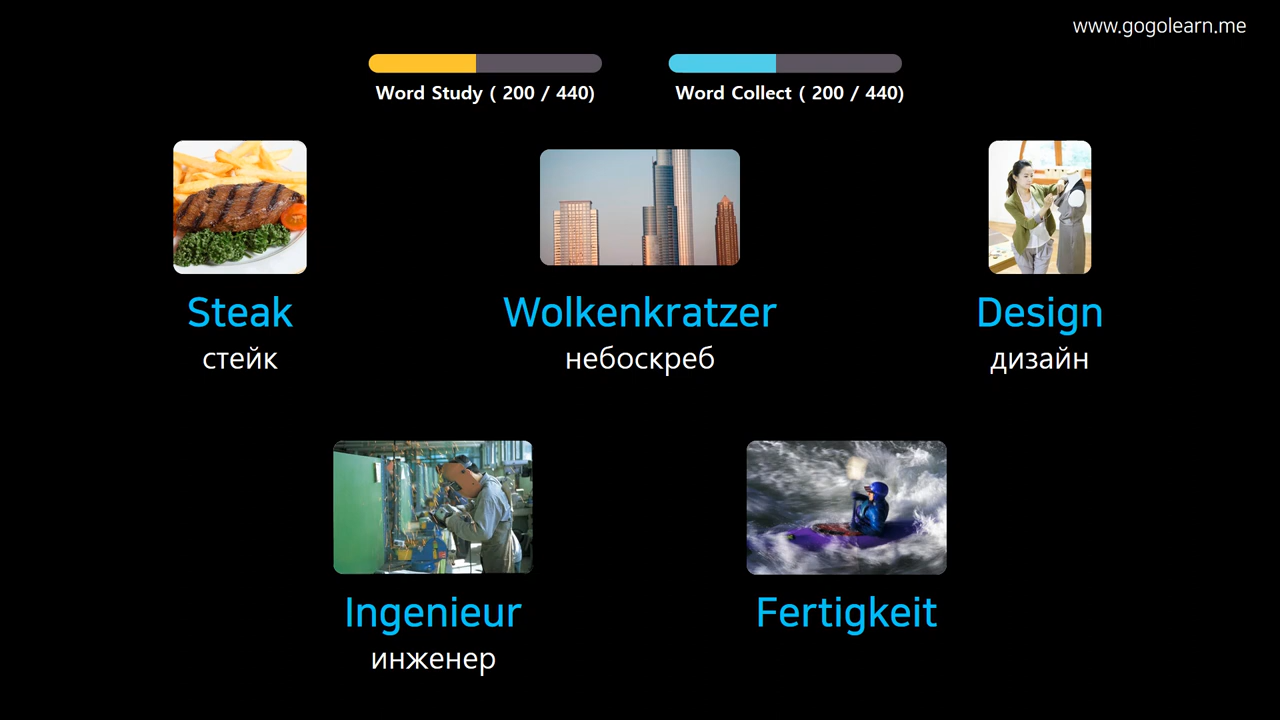 www.gogolearn.me
Word Study ( 200 / 440)
Word Collect ( 200 / 440)
Steak
стейк
Wolkenkratzer
небоскреб
Design
дизайн
Ingenieur
инженер
Fertigkeit